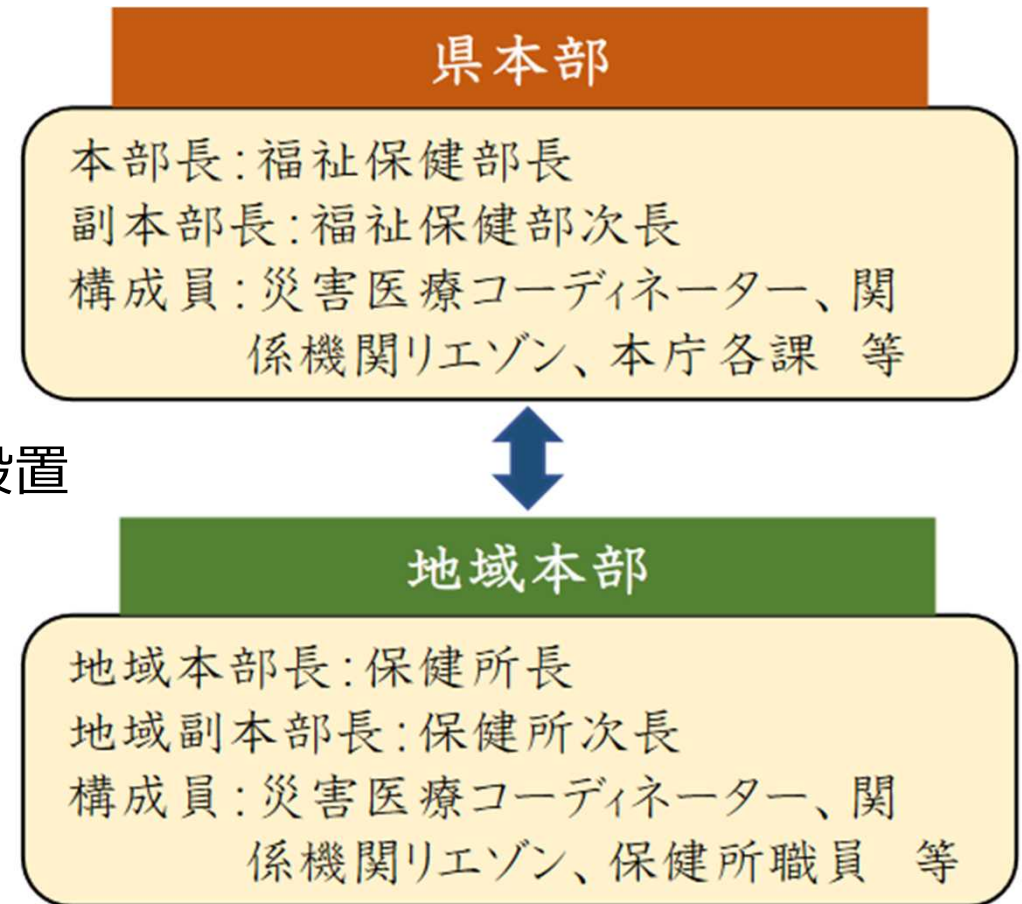 県本部
本部長:福祉保健部長
副本部長:福祉保健部次長
構成員:災害医療コーディネーター、関
係機関リエゾン、本庁各課 等
置
地域本部
地域本部長:保健所長
地域副本部長:保健所次長
構成員:災害医療コーディネーター、関
係機関リエゾン、保健所職員 等